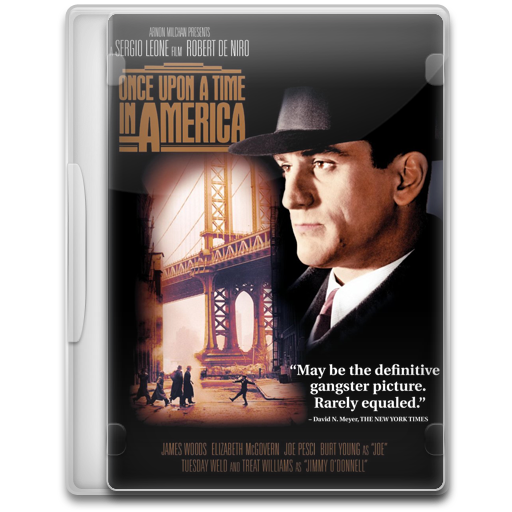 ARNON MILCHAN PRESENTS
A SERGIO LEONE FILM ROBERT DE NIRO
ONCE UPON A TIME
IN AMERICA
“May be the definitive
gangster picture.
Rarely equaled.”
– David N. Meyer, THE NEW YORK TIMES
JAMES WOODS ELIZABETH McGOVERN JOE PESCI BURT YOUNG AS “JOE”
TUESDAY WELD AND TREAT WILLIAMS AS “JIMMY O’DONNELL”